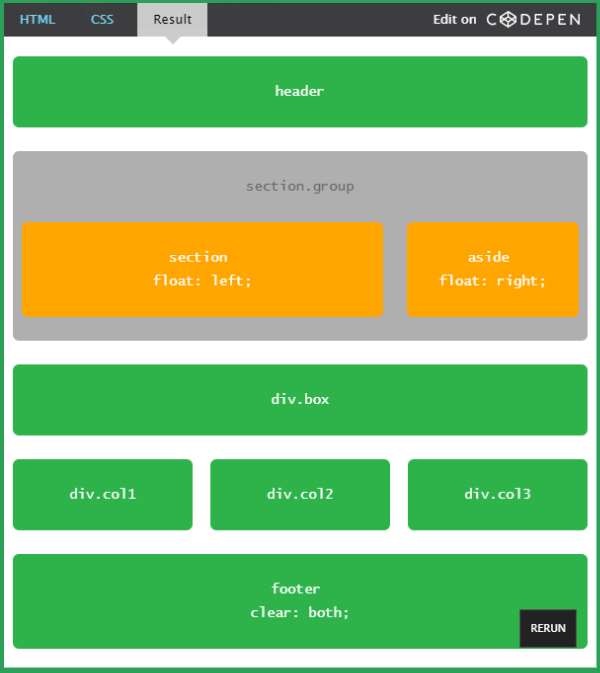 HTML CSS Result Edit on CODEPEN
header
section.group
section aside
float: left; float: right;
div.box
div.col1 div.col2 div.col3
footer
clear: both;
RERUN